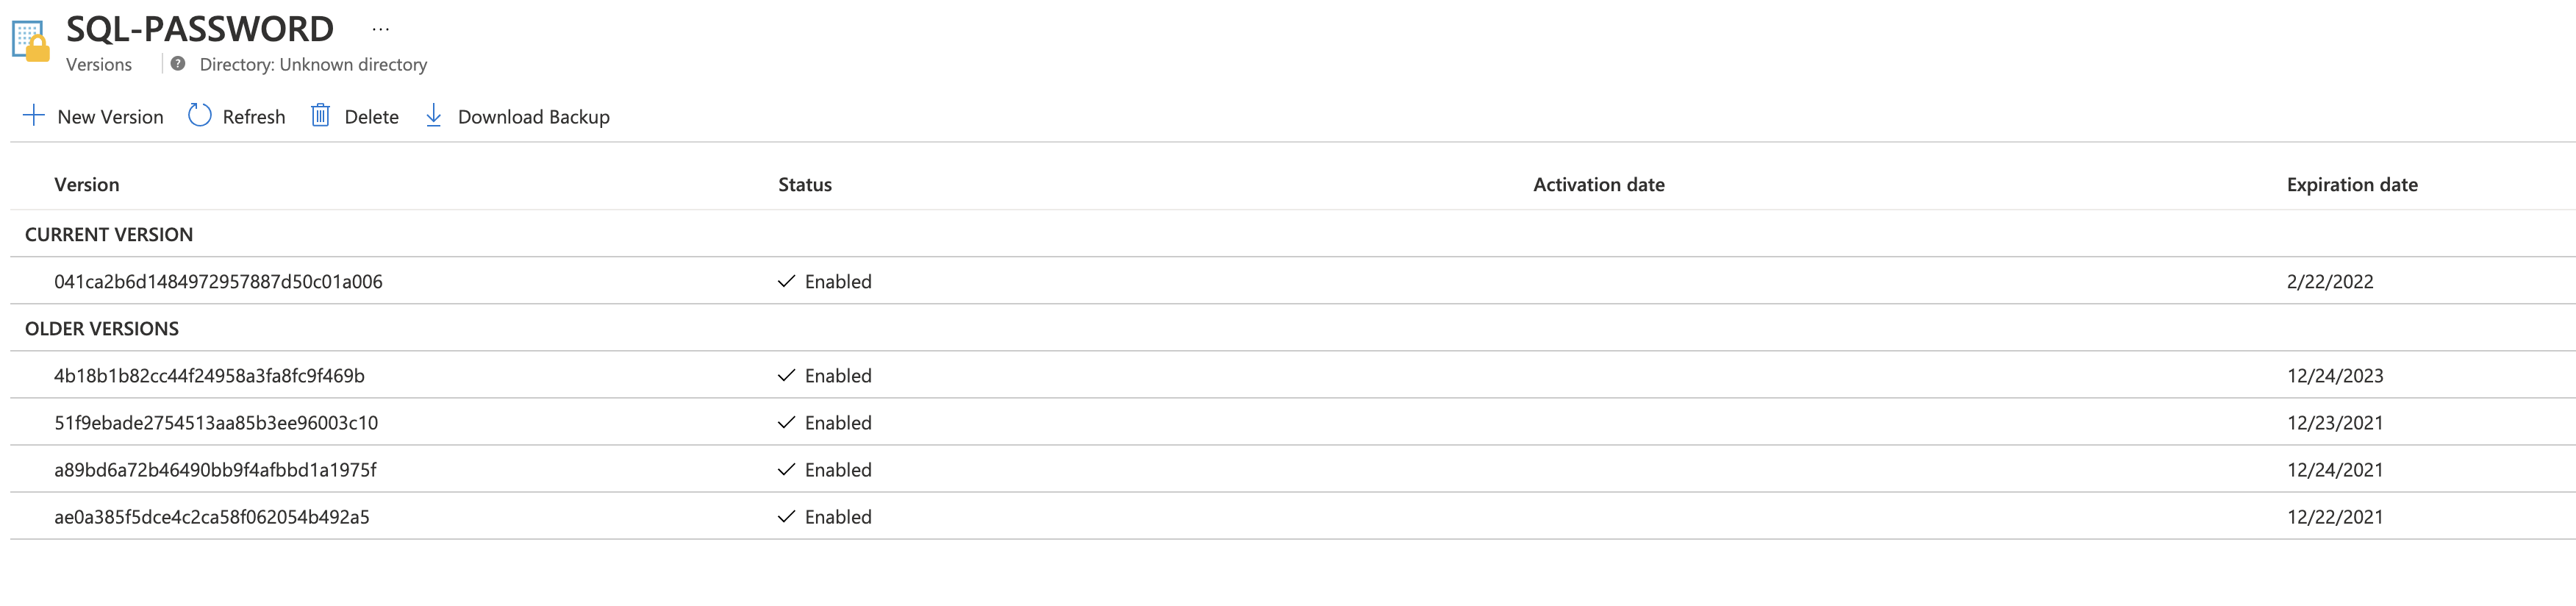 SQL-PASSWORD ...
Versions Directory: Unknown directory
New Version Refresh Delete Download Backup
Version Status Activation date Expiration date
CURRENT VERSION
041ca2b6d1484972957887d50c01a006 Enabled 2/22/2022
OLDER VERSIONS
4b18b1b82cc44f24958a3fa8fc9f469b Enabled 12/24/2023
51f9ebade2754513aa85b3ee96003c10 Enabled 12/23/2021
a89bd6a72b46490bb9f4afbbd1a1975f Enabled 12/24/2021
ae0a385f5dce4c2ca58f062054b492a5 Enabled 12/22/2021